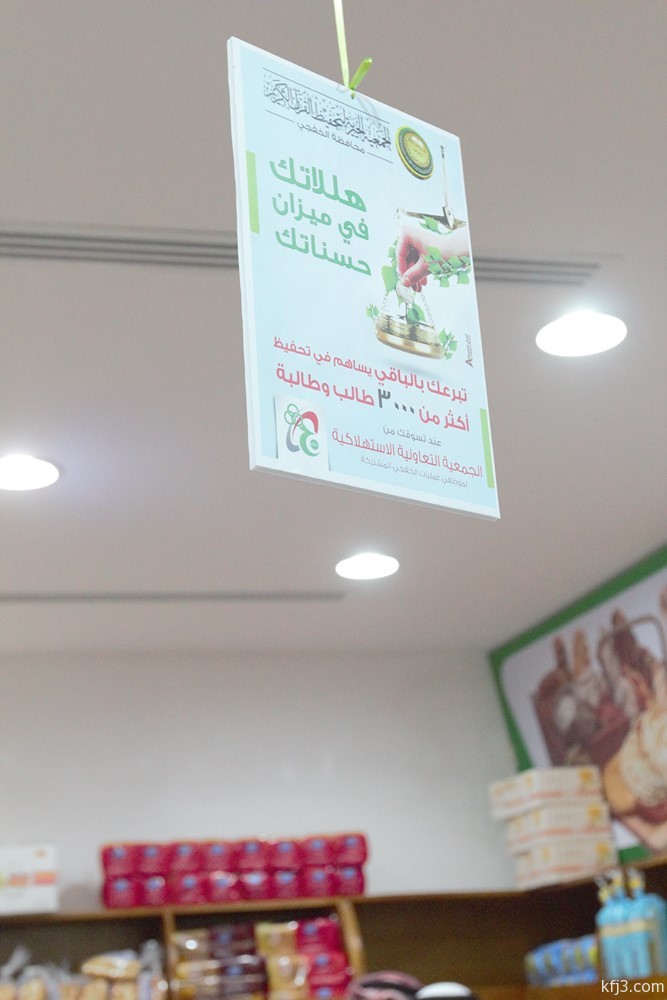 الجمعية الخيرية لتحفيظ القرآن الكريم
محافظة الخفجي
هللاتك
في ميزان
حسناتك
تبرعك بالباقي يساهم في تحفيظ
أكثر من ٣٠٠٠ طالب وطالبة
عند تسوقك من
الجمعية التعاونية الاستهلاكية
لموظفي عمليات الخفجي المشتركة
kfj3.com